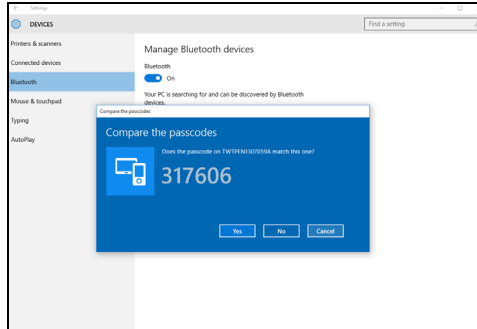 Settings
DEVICES
Find a setting
Printers & scanners
Connected devices
Bluetooth
Mouse & touchpad
Typing
AutoPlay
Manage Bluetooth devices
Bluetooth
On
Your PC is searching for and can be discovered by Bluetooth
devices.
Compare the passcodes
Compare the passcodes
Does the passcode on TWTPEN1307059A match this one?
317606
Yes
No
Cancel